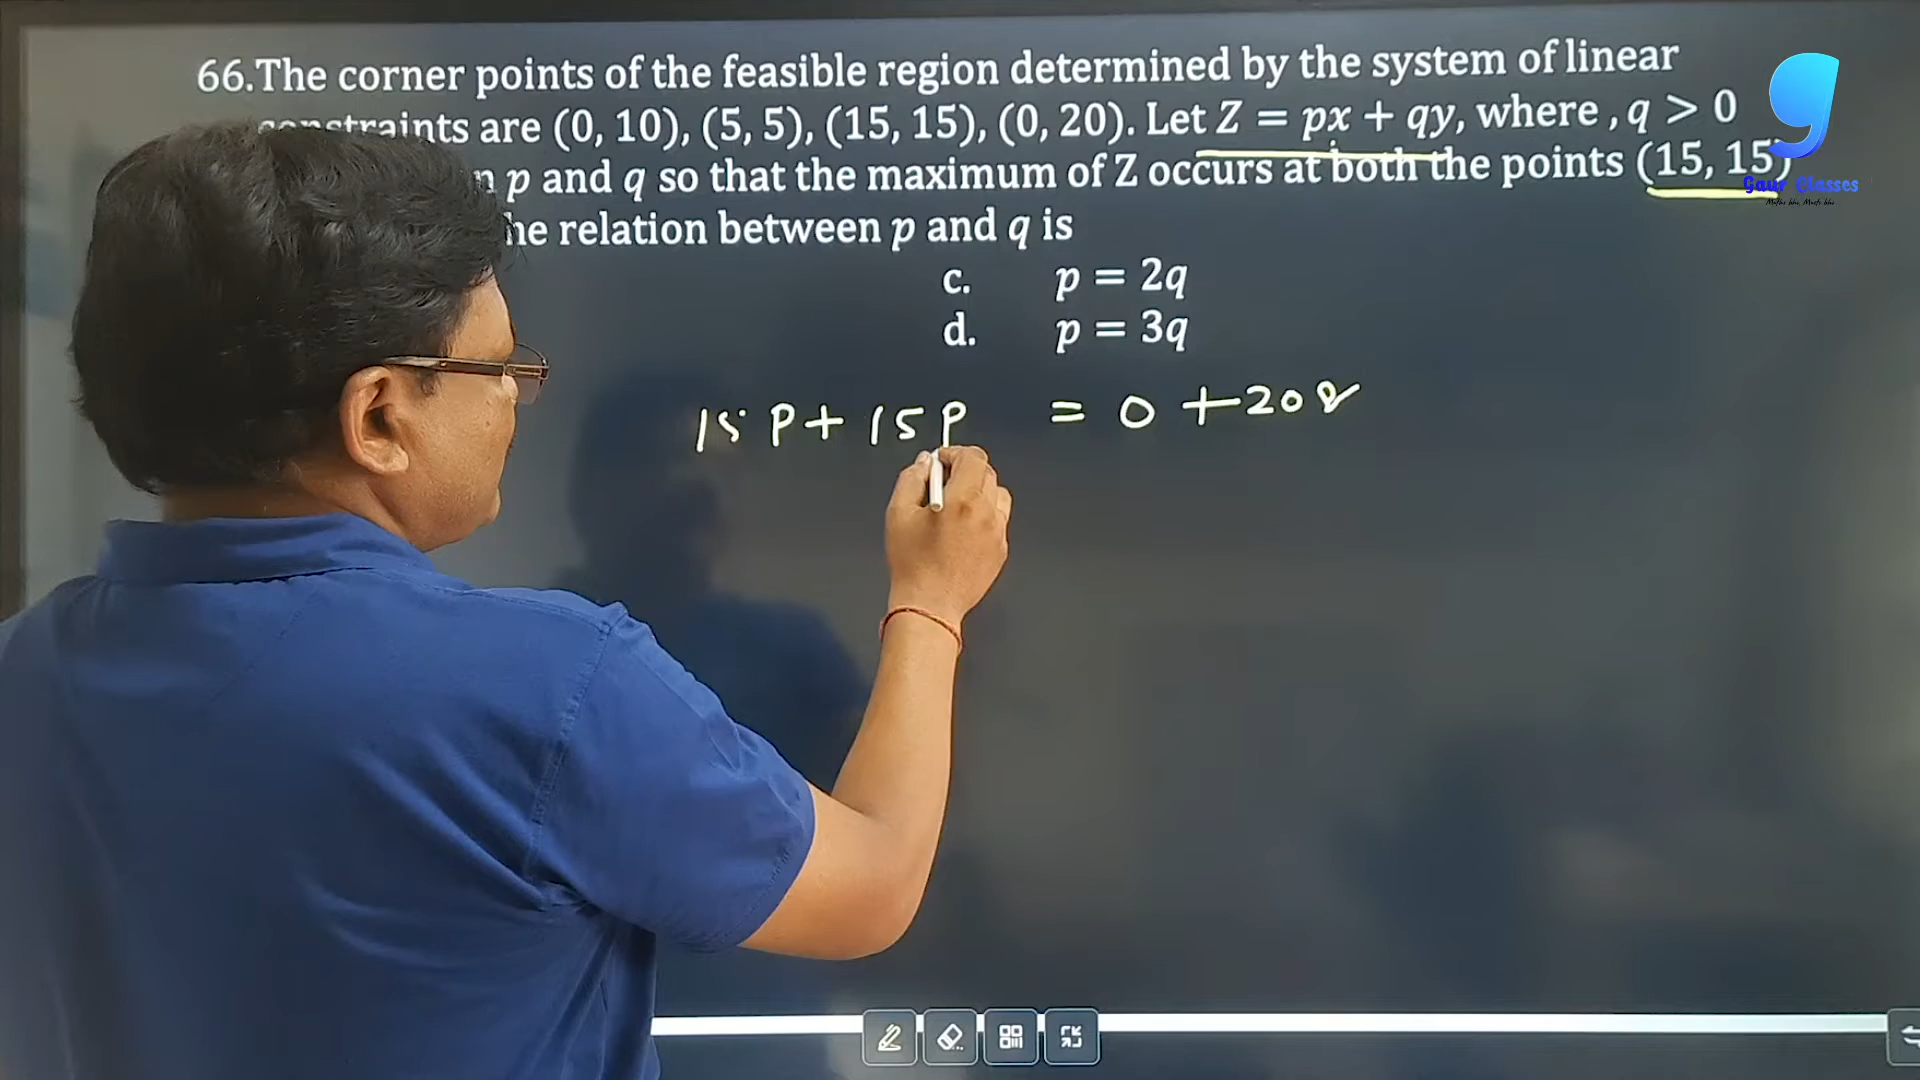 66.The corner points of the feasible region determined by the system of linear
constraints are (0, 10), (5, 5), (15, 15), (0, 20). Let Z = px + qy, where , q > 0
p and q so that the maximum of Z occurs at both the points (15, 15)
relation between p and q is
c. p = 2q
d. p = 3q
15 P + 15 P = 0 + 20 q
g
Gaur Classes